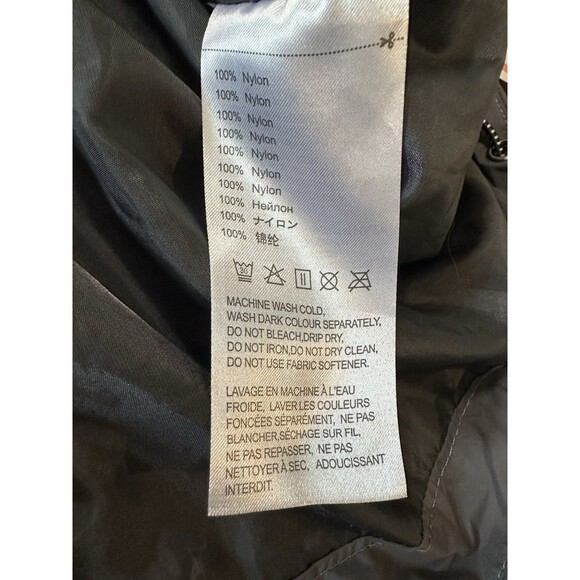 100% Nylon
100% Nylon
100% Nylon
100% Nylon
100% Nylon
100% Nylon
100% Nylon
100% Нейлон
100% ナイロン
100% 锦纶
30
MACHINE WASH COLD,
WASH DARK COLOUR SEPARATELY,
DO NOT BLEACH,DRIP DRY,
DO NOT IRON,DO NOT DRY CLEAN,
DO NOT USE FABRIC SOFTENER.
LAVAGE EN MACHINE À L'EAU
FROIDE, LAVER LES COULEURS
FONCÉES SÉPARÉMENT, NE PAS
BLANCHER,SÉCHAGE SUR FIL,
NE PAS REPASSER, NE PAS
NETTOYER À SEC, ADOUCISSANT
INTERDIT.